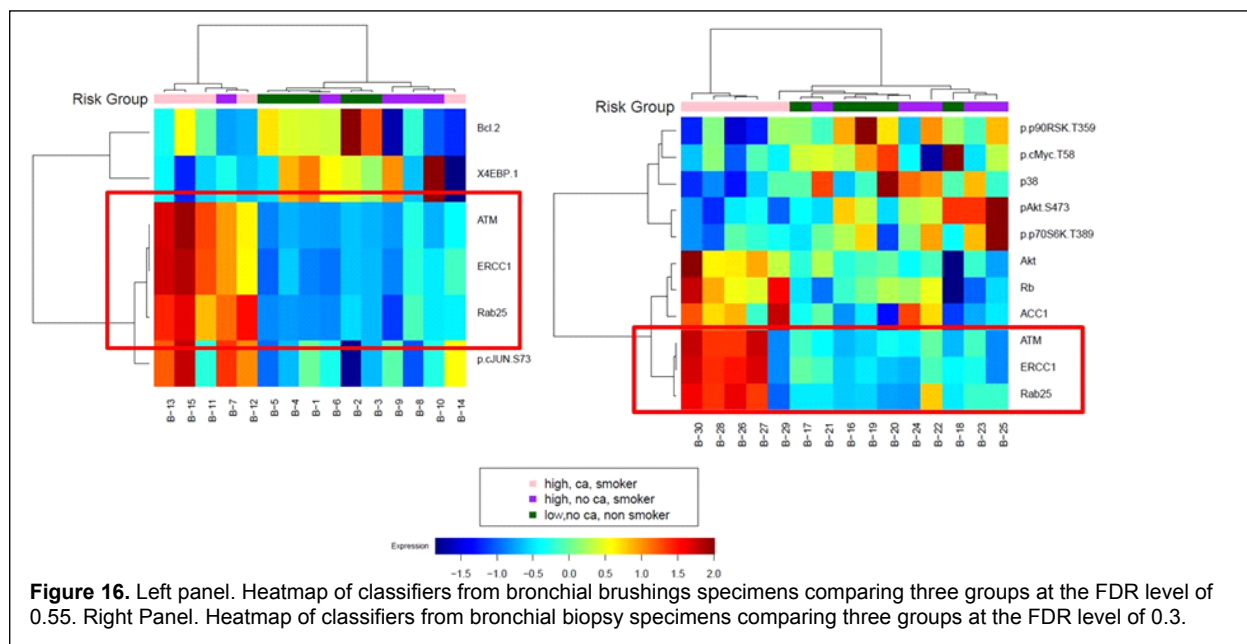 Risk Group
Bcl.2
X4EBP.1
ATM
ERCC1
Rab25
p.cJUN.S73
B-13
B-15
B-11
B-7
B-12
B-5
B-4
B-1
B-6
B-2
B-3
B-9
B-8
B-10
B-14
Risk Group
p.p90RSK.T359
p.cMyc.T58
p38
pAkt.S473
p.p70S6K.T389
Akt
Rb
ACC1
ATM
ERCC1
Rab25
B-30
B-28
B-26
B-27
B-29
B-17
B-21
B-16
B-19
B-20
B-24
B-22
B-18
B-23
B-25
high, ca, smoker
high, no ca, smoker
low,no ca, non smoker
Expression
−1.5 −1.0 −0.5 0.0 0.5 1.0 1.5 2.0
Figure 16. Left panel. Heatmap of classifiers from bronchial brushings specimens comparing three groups at the FDR level of
0.55. Right Panel. Heatmap of classifiers from bronchial biopsy specimens comparing three groups at the FDR level of 0.3.